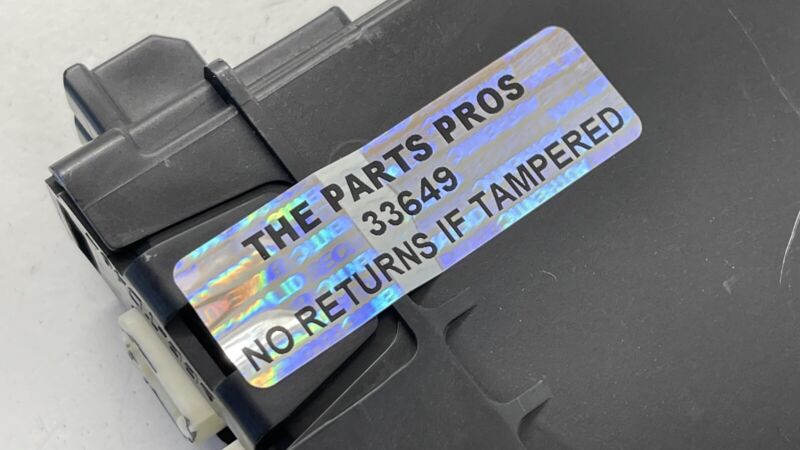 THE PARTS PROS
33649
NO RETURNS IF TAMPERED